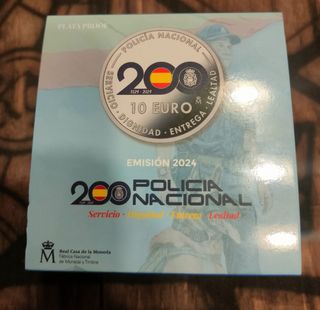 PLATA PROOF
POLICÍA NACIONAL
200
1824 - 2024
10 EURO
SERVICIO · DIGNIDAD · ENTREGA · LEALTAD
EMISIÓN 2024
200 POLICIA
NACIONAL
Servicio · Dignidad · Entrega · Lealtad
M
Real Casa de la Moneda
Fábrica Nacional
de Moneda y Timbre